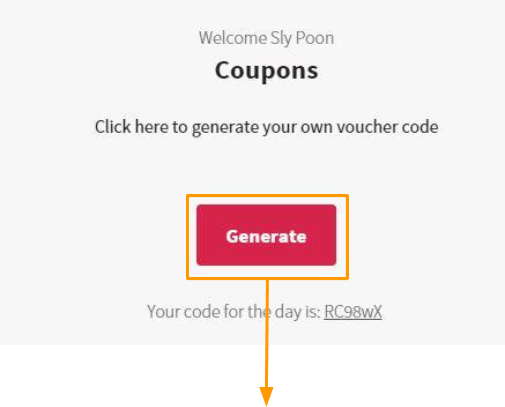 Welcome Sly Poon
Coupons
Click here to generate your own voucher code
Generate
Your code for the day is: RC98wX